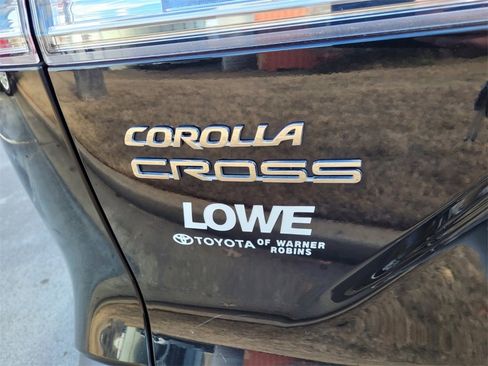 COROLLA
CROSS
LOWE
TOYOTA OF WARNER
ROBINS